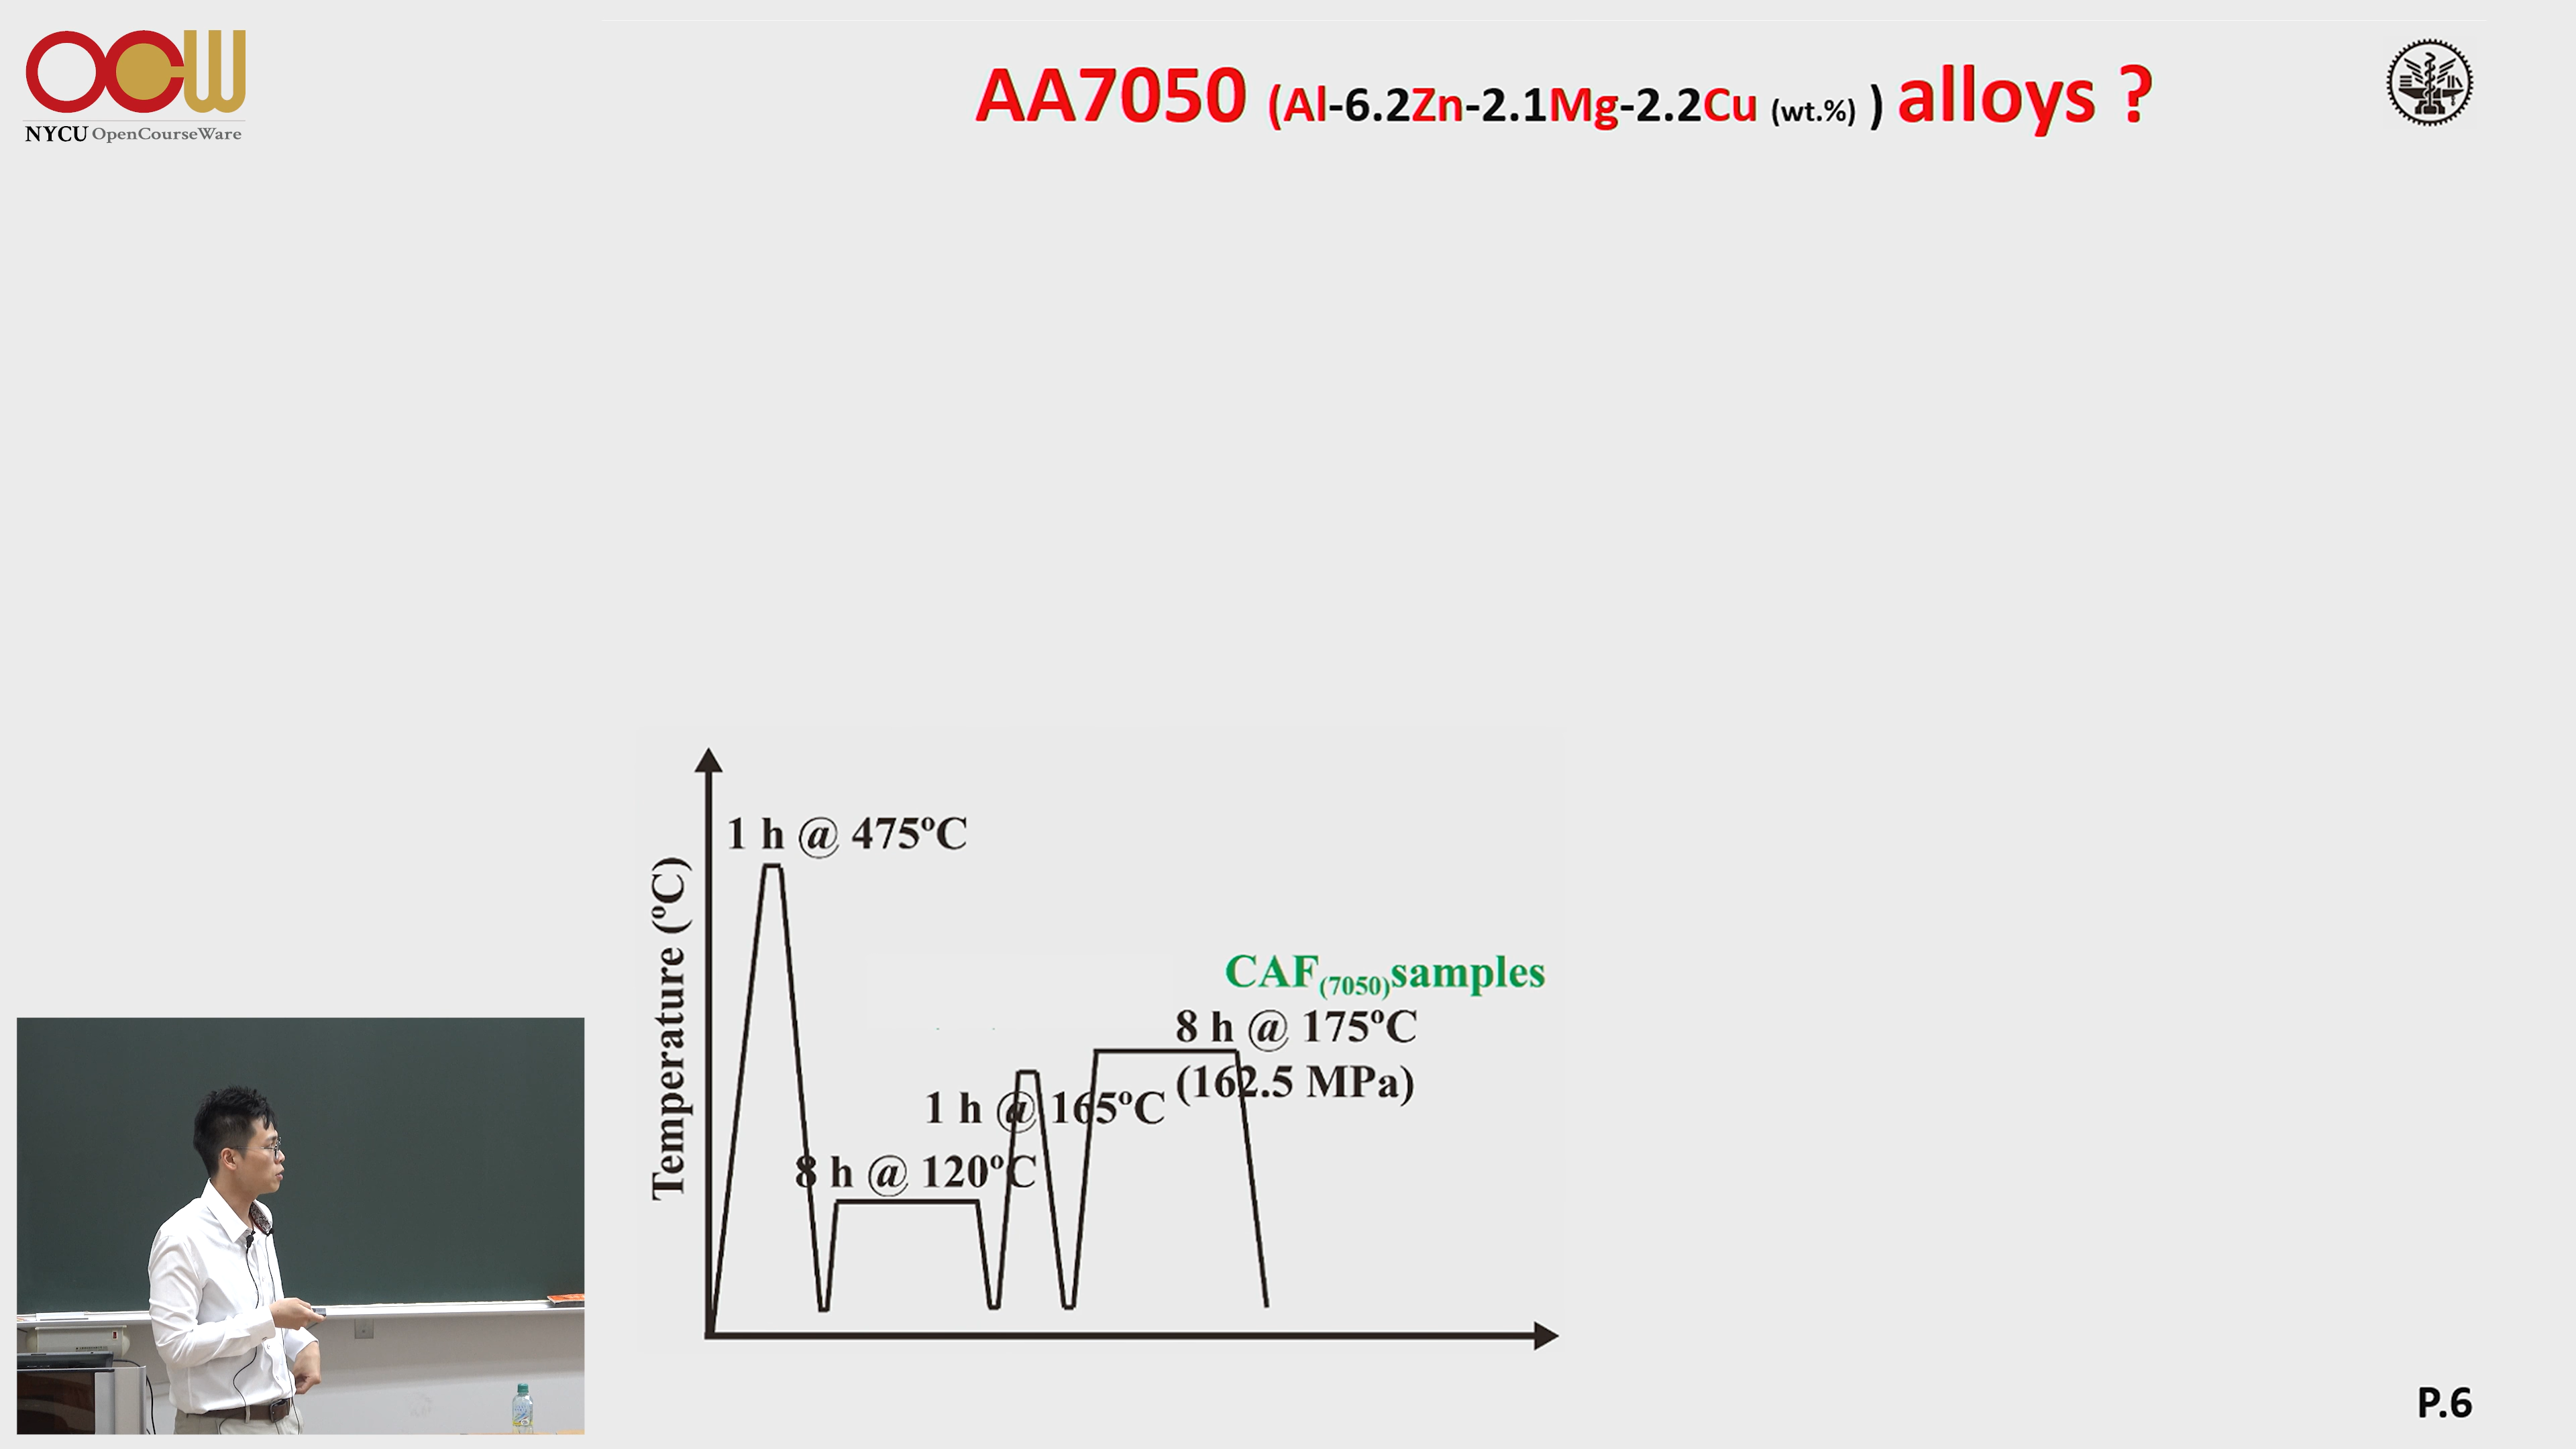 OCW
NYCU OpenCourseWare
AA7050 (Al-6.2Zn-2.1Mg-2.2Cu (wt.%) ) alloys ?
Temperature (ºC)
1 h @ 475ºC
CAF(7050)samples
8 h @ 175ºC
(162.5 MPa)
1 h @ 165ºC
8 h @ 120ºC
P.6